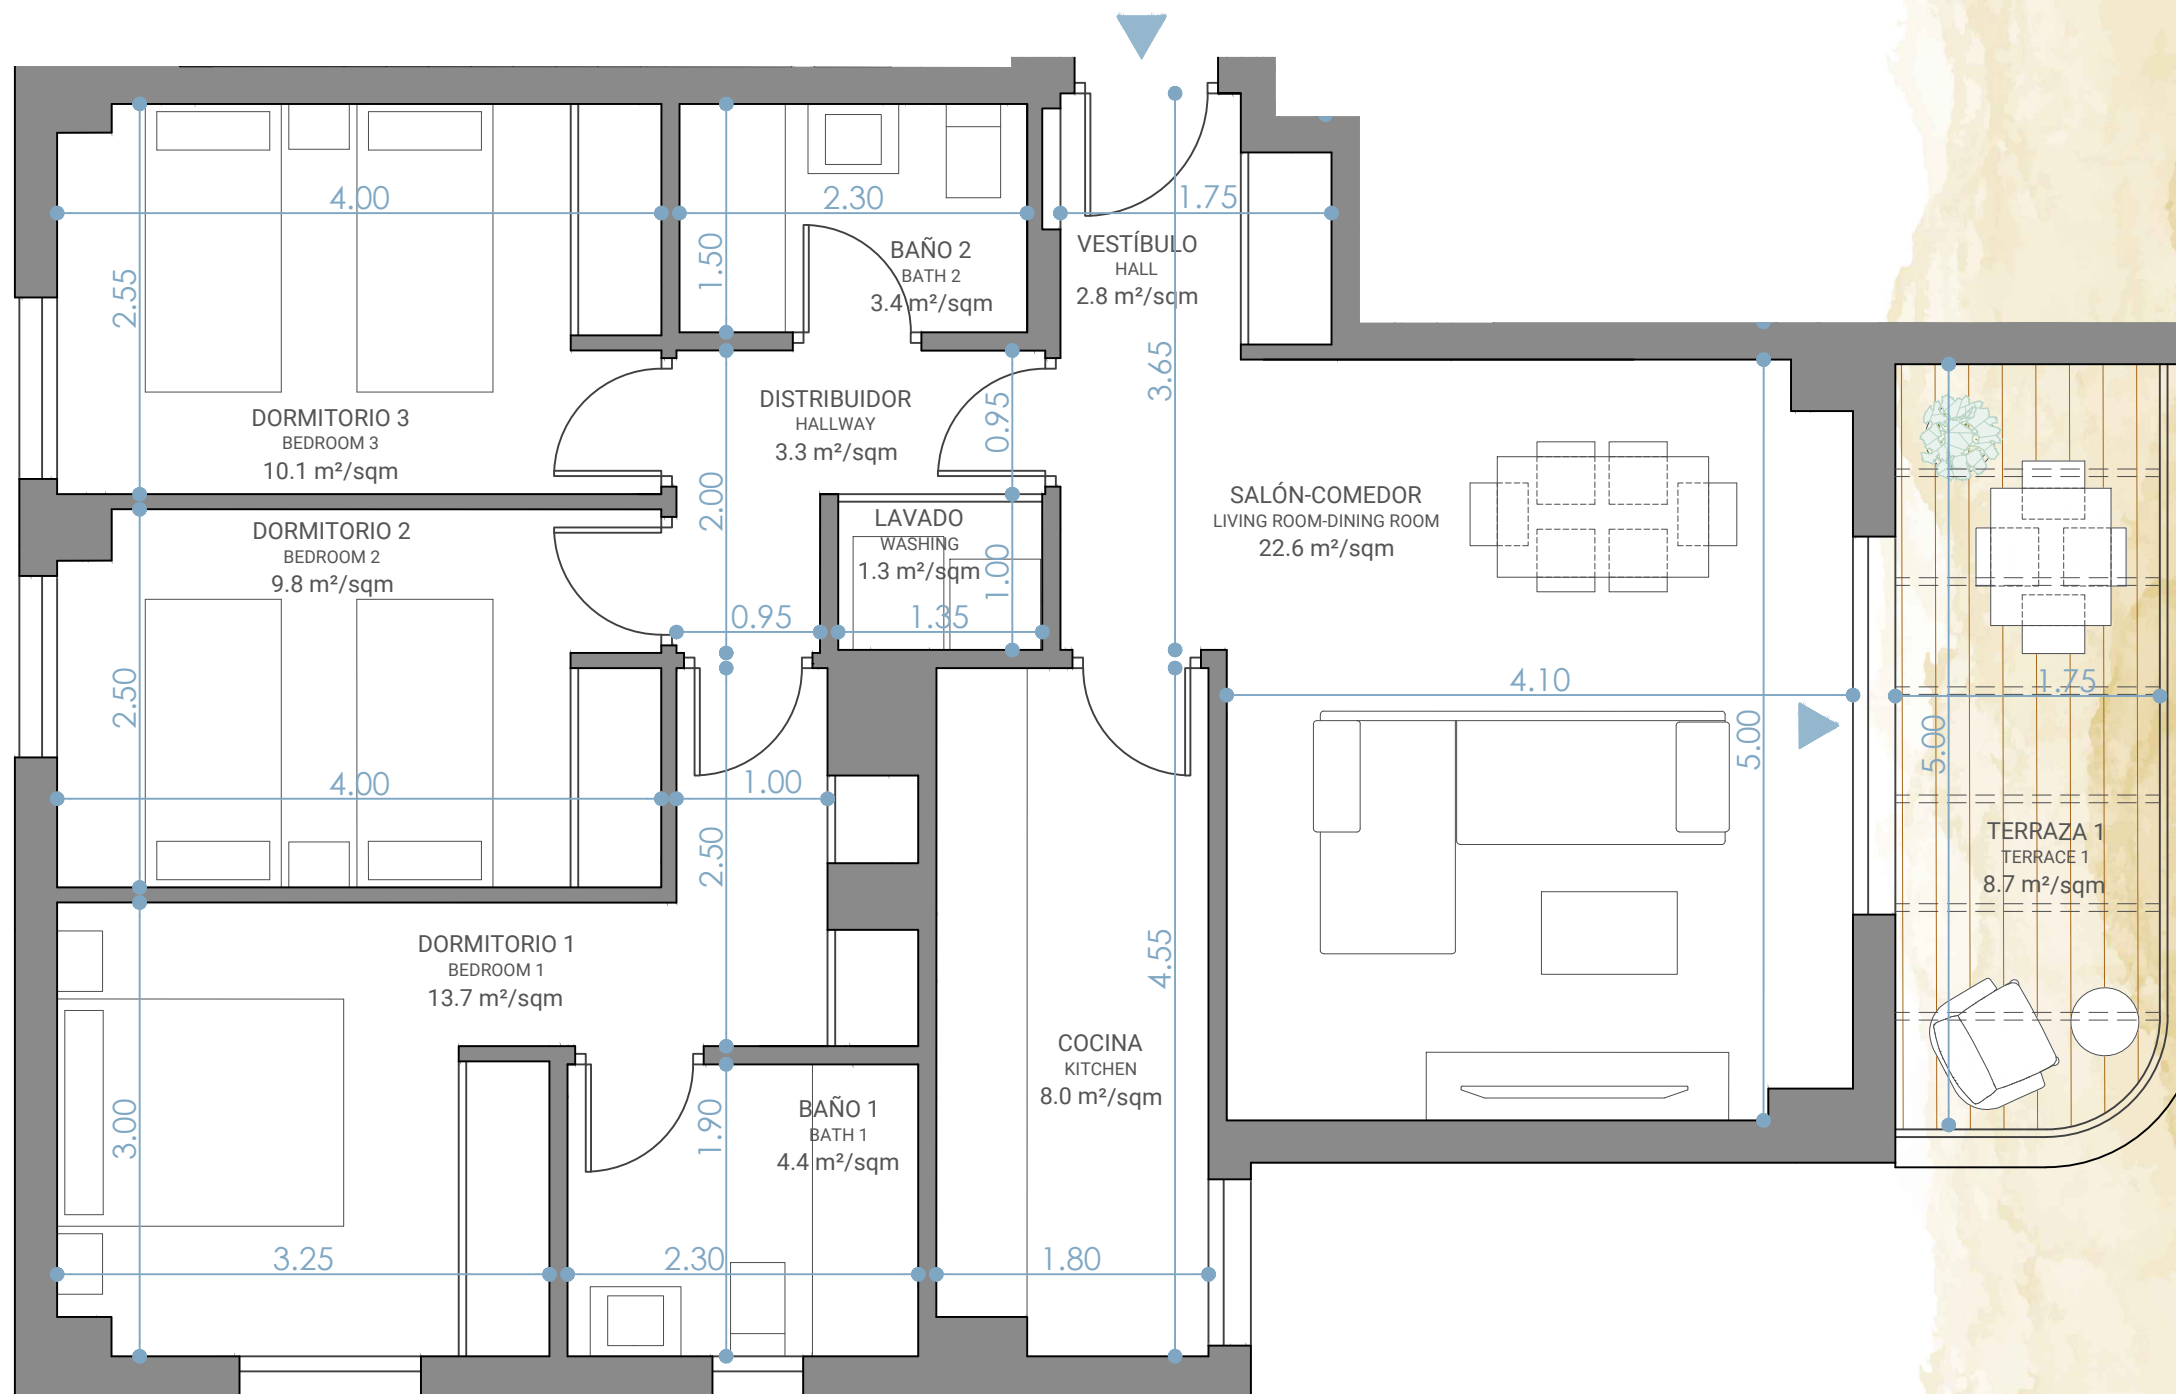 4.00
2.55
DORMITORIO 3
BEDROOM 3
10.1 m²/sqm
2.30
1.50
BAÑO 2
BATH 2
3.4 m²/sqm
1.75
VESTÍBULO
HALL
2.8 m²/sqm
3.65
DISTRIBUIDOR
HALLWAY
3.3 m²/sqm
0.95
2.00
DORMITORIO 2
BEDROOM 2
9.8 m²/sqm
2.50
4.00
LAVADO
WASHING
1.3 m²/sqm
1.00
0.95
1.35
SALÓN-COMEDOR
LIVING ROOM-DINING ROOM
22.6 m²/sqm
4.10
5.00
1.75
5.00
TERRAZA 1
TERRACE 1
8.7 m²/sqm
1.00
2.50
DORMITORIO 1
BEDROOM 1
13.7 m²/sqm
3.00
3.25
1.90
BAÑO 1
BATH 1
4.4 m²/sqm
2.30
4.55
COCINA
KITCHEN
8.0 m²/sqm
1.80